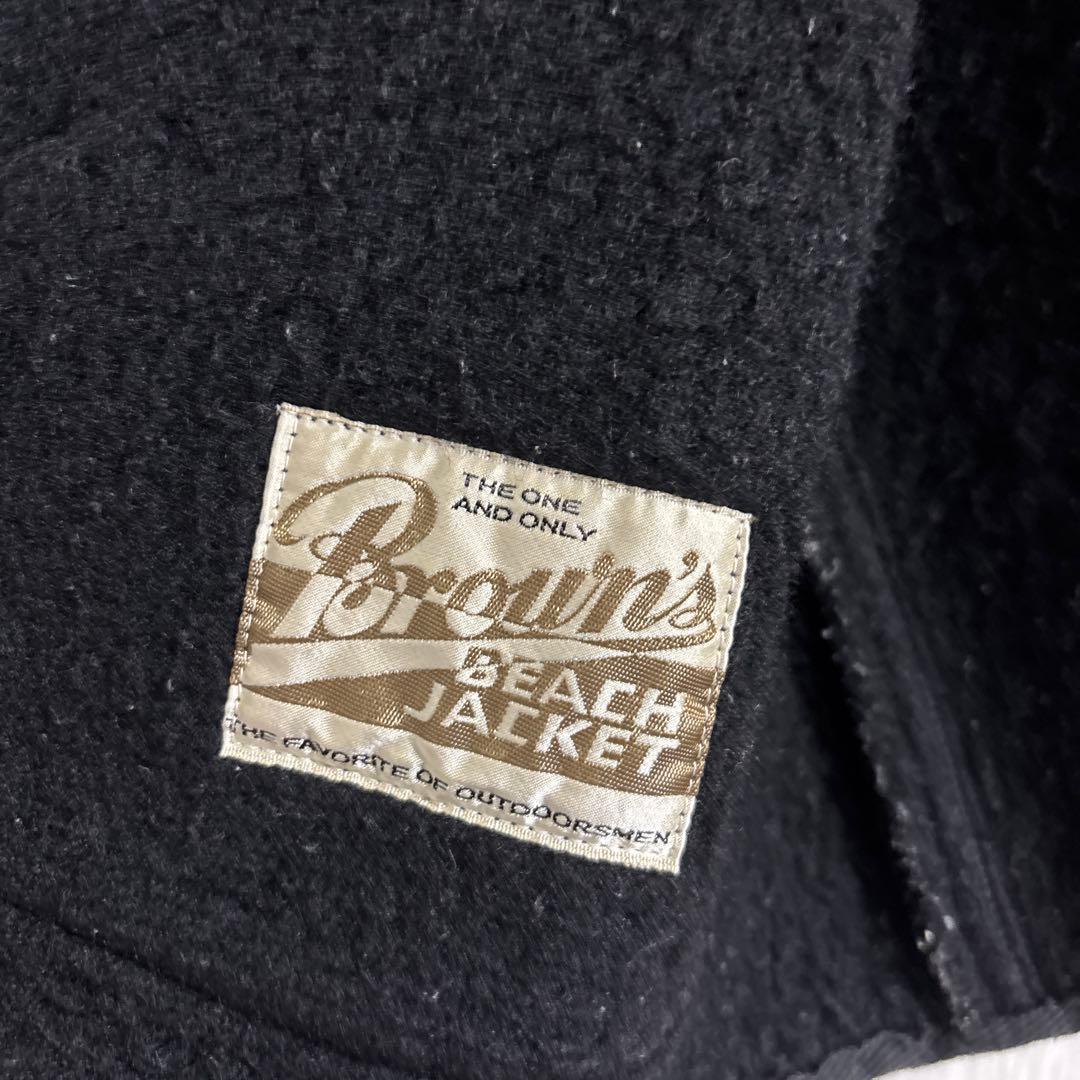 THE ONE
AND ONLY
Brown's
BEACH
JACKET
THE FAVORITE OF OUTDOORSMEN